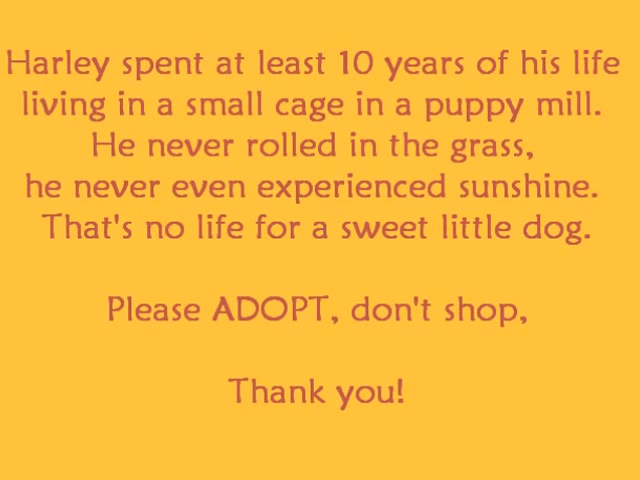 Harley spent at least 10 years of his life
living in a small cage in a puppy mill.
He never rolled in the grass,
he never even experienced sunshine.
That's no life for a sweet little dog.
Please ADOPT, don't shop,
Thank you!